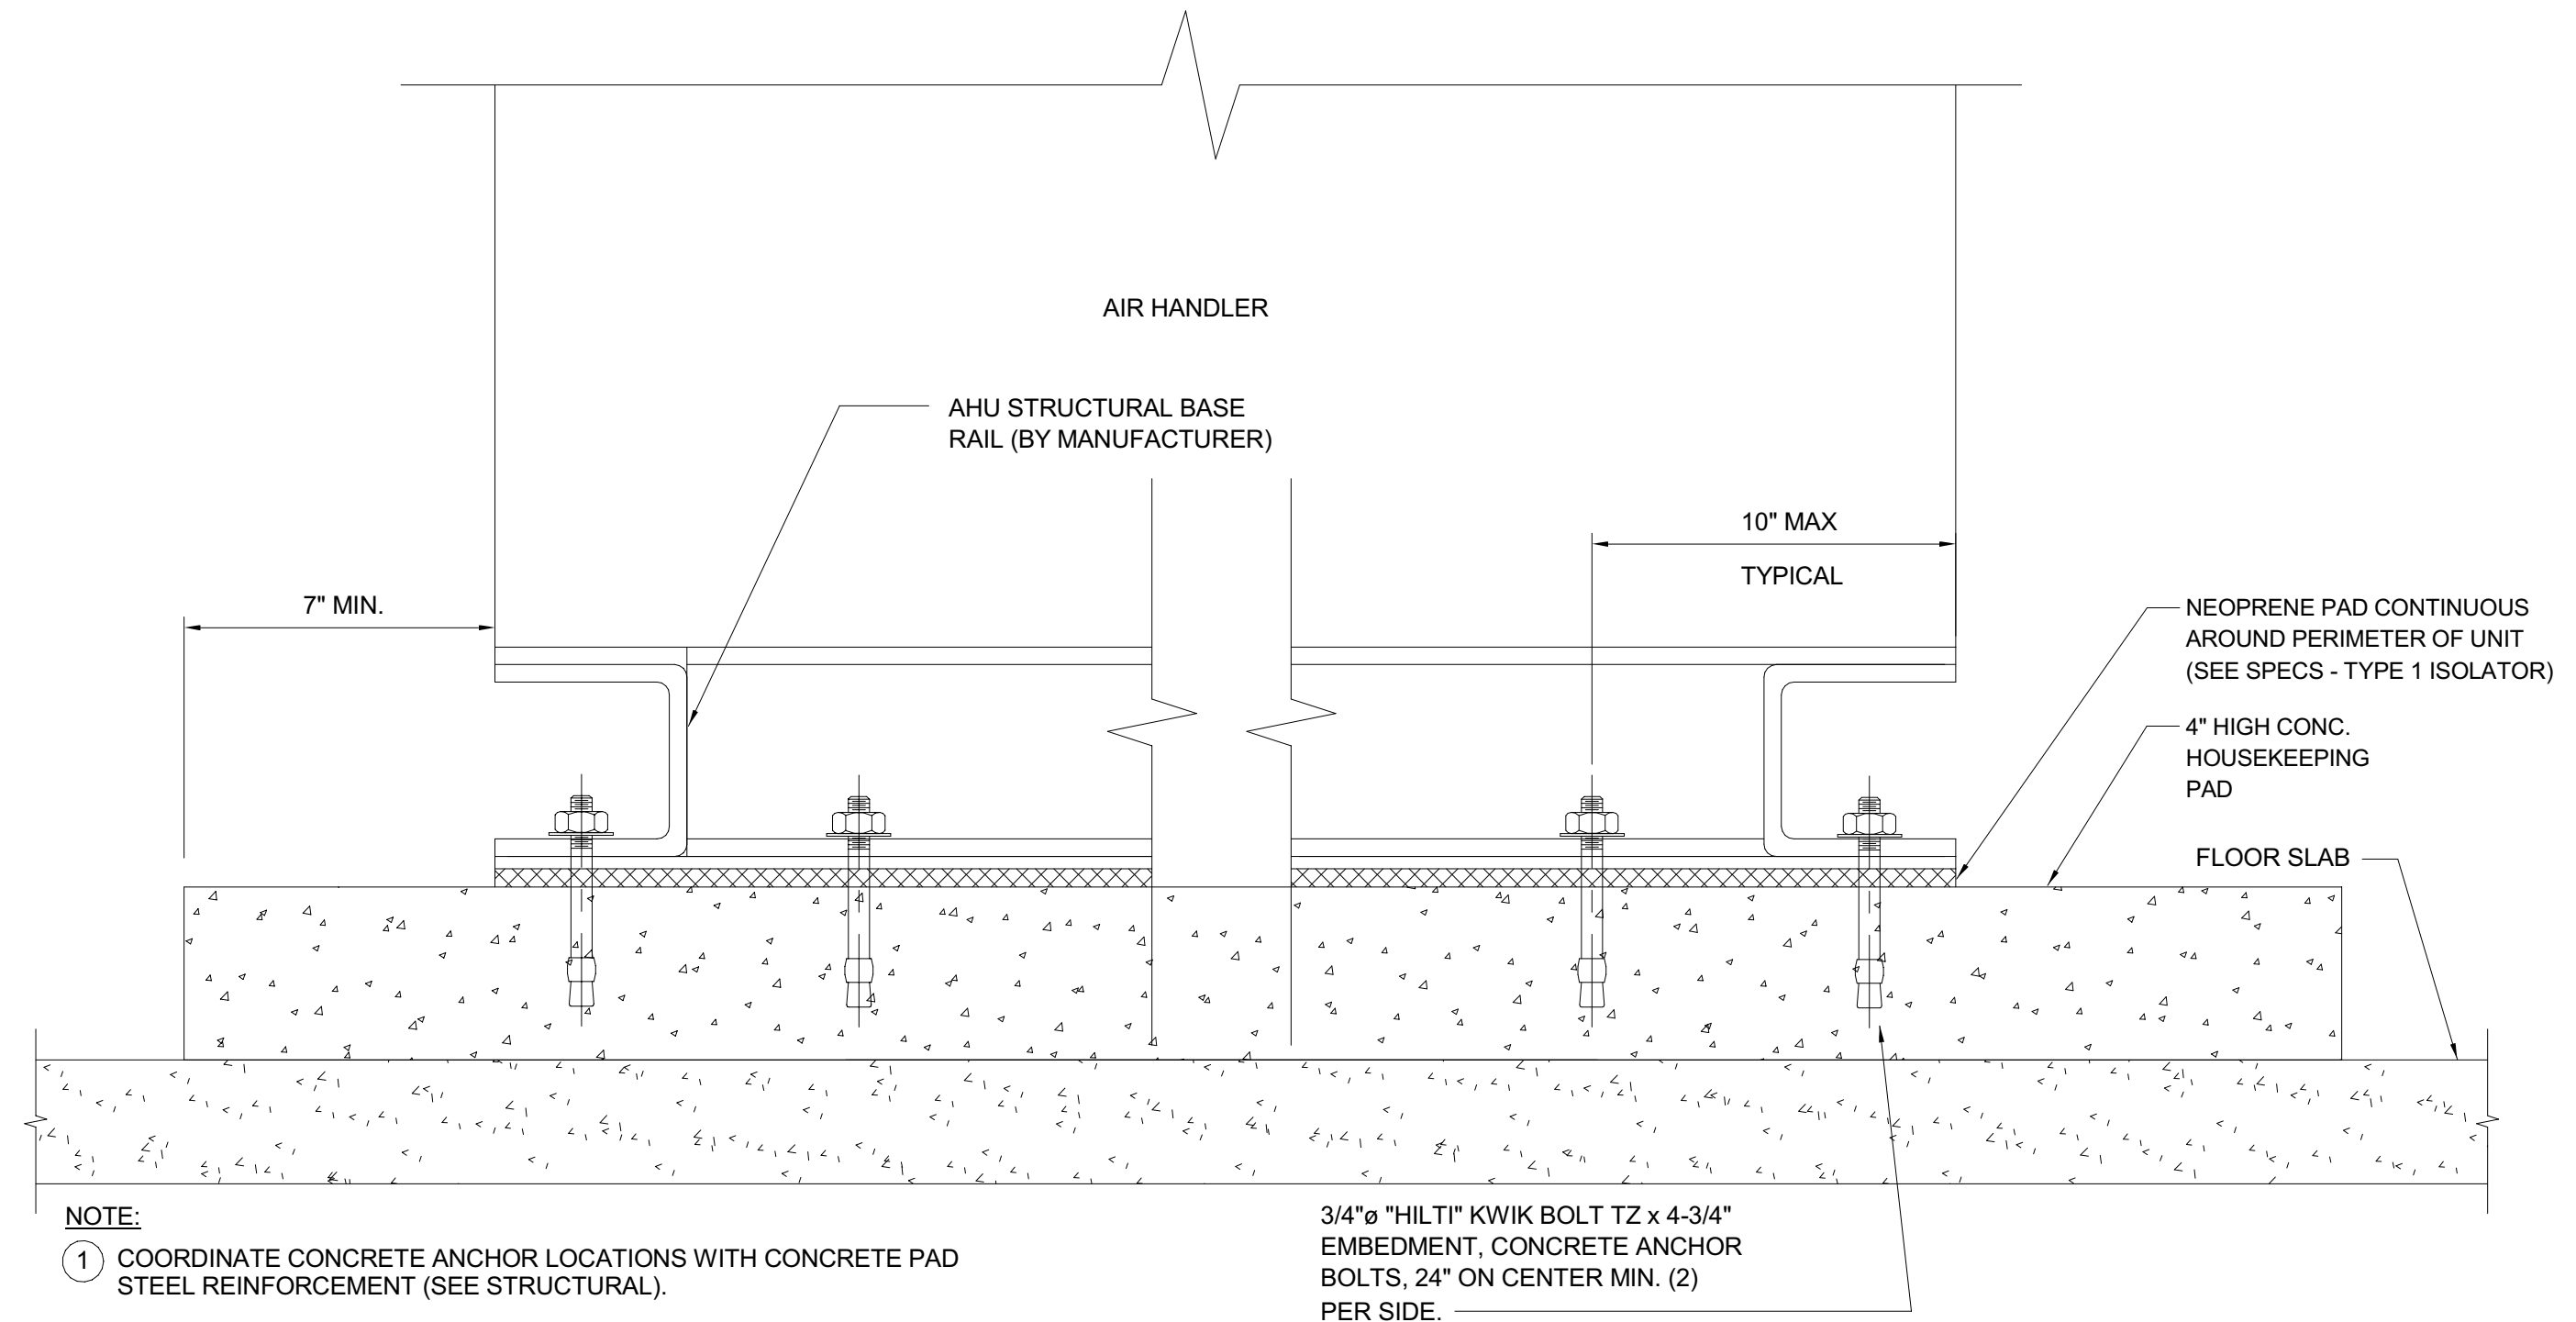 AIR HANDLER
AHU STRUCTURAL BASE
RAIL (BY MANUFACTURER)
10" MAX
TYPICAL
7" MIN.
NEOPRENE PAD CONTINUOUS
AROUND PERIMETER OF UNIT
(SEE SPECS - TYPE 1 ISOLATOR)
4" HIGH CONC.
HOUSEKEEPING
PAD
FLOOR SLAB
NOTE:
1 COORDINATE CONCRETE ANCHOR LOCATIONS WITH CONCRETE PAD
STEEL REINFORCEMENT (SEE STRUCTURAL).
3/4"ø "HILTI" KWIK BOLT TZ x 4-3/4"
EMBEDMENT, CONCRETE ANCHOR
BOLTS, 24" ON CENTER MIN. (2)
PER SIDE.